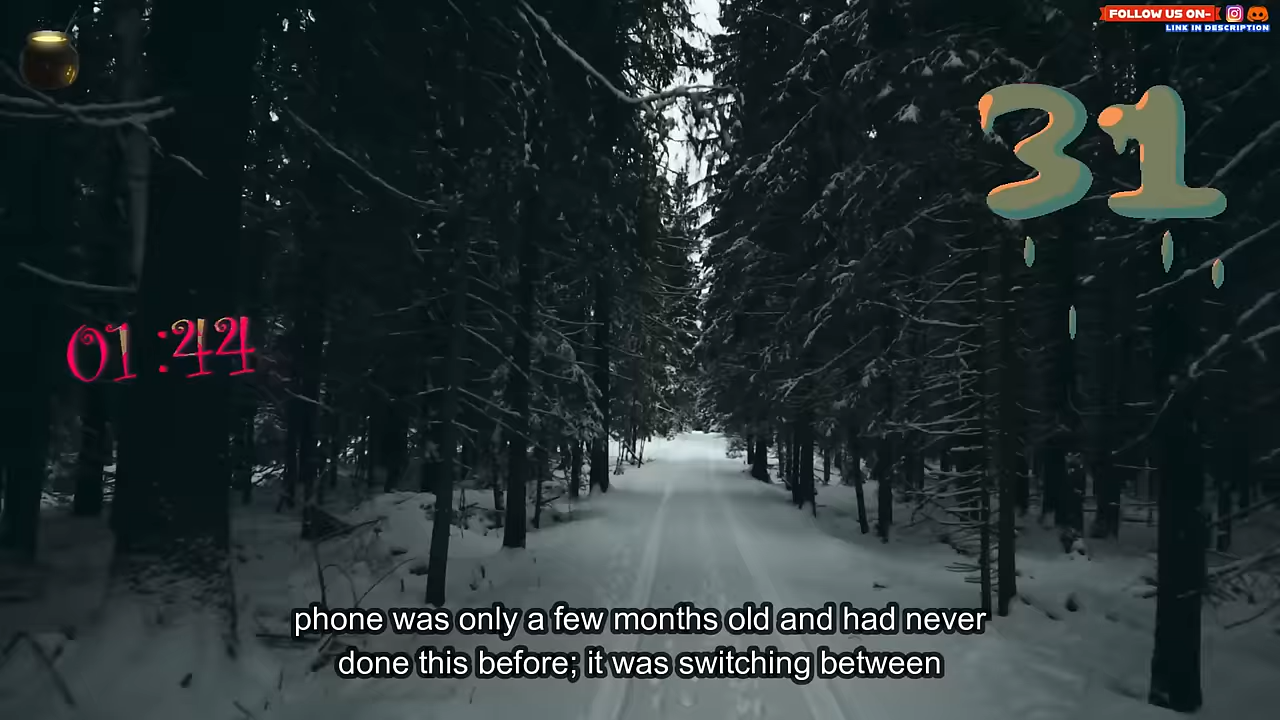 FOLLOW US ON-
LINK IN DESCRIPTION
31
01:44
phone was only a few months old and had never
done this before; it was switching between